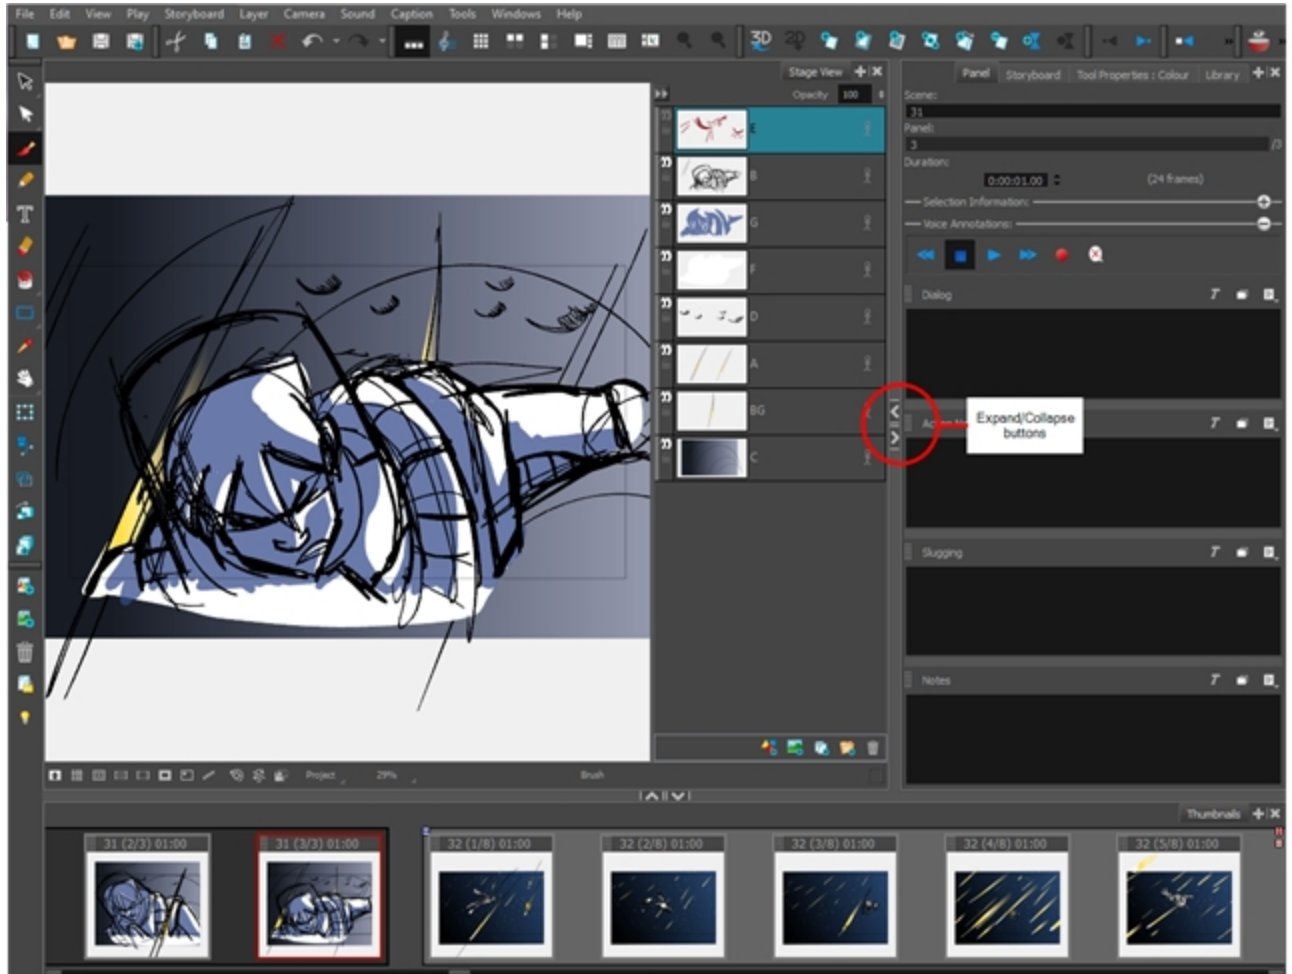 File Edit View Play Storyboard Layer Camera Sound Caption Tools Windows Help
3D 2D
Stage View
Opacity 100
E
B
G
F
D
A
BG
C
Panel Storyboard Tool Properties : Colour Library
Scene:
31
Panel:
3 /3
Duration:
0:00:01.00 (24 frames)
Selection Information:
Voice Annotations:
Dialog
Expand/Collapse
buttons
Slugging
Notes
Project 29% Brush
Thumbnails
31 (2/3) 01:00 31 (3/3) 01:00 32 (1/8) 01:00 32 (2/8) 01:00 32 (3/8) 01:00 32 (4/8) 01:00 32 (5/8) 01:00